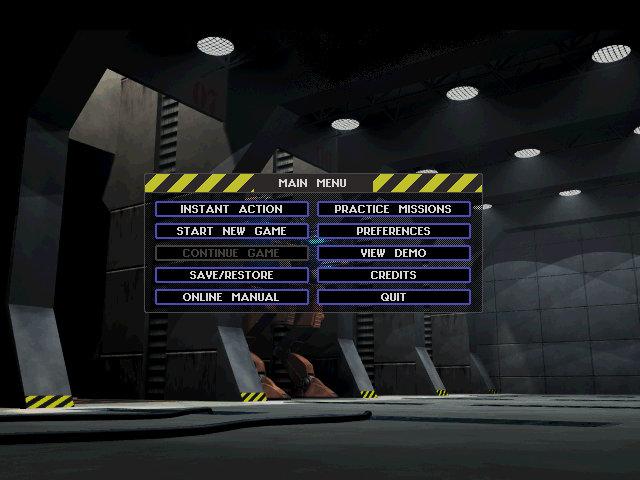 07
MAIN MENU
INSTANT ACTION
PRACTICE MISSIONS
START NEW GAME
PREFERENCES
CONTINUE GAME
VIEW DEMO
SAVE/RESTORE
CREDITS
ONLINE MANUAL
QUIT